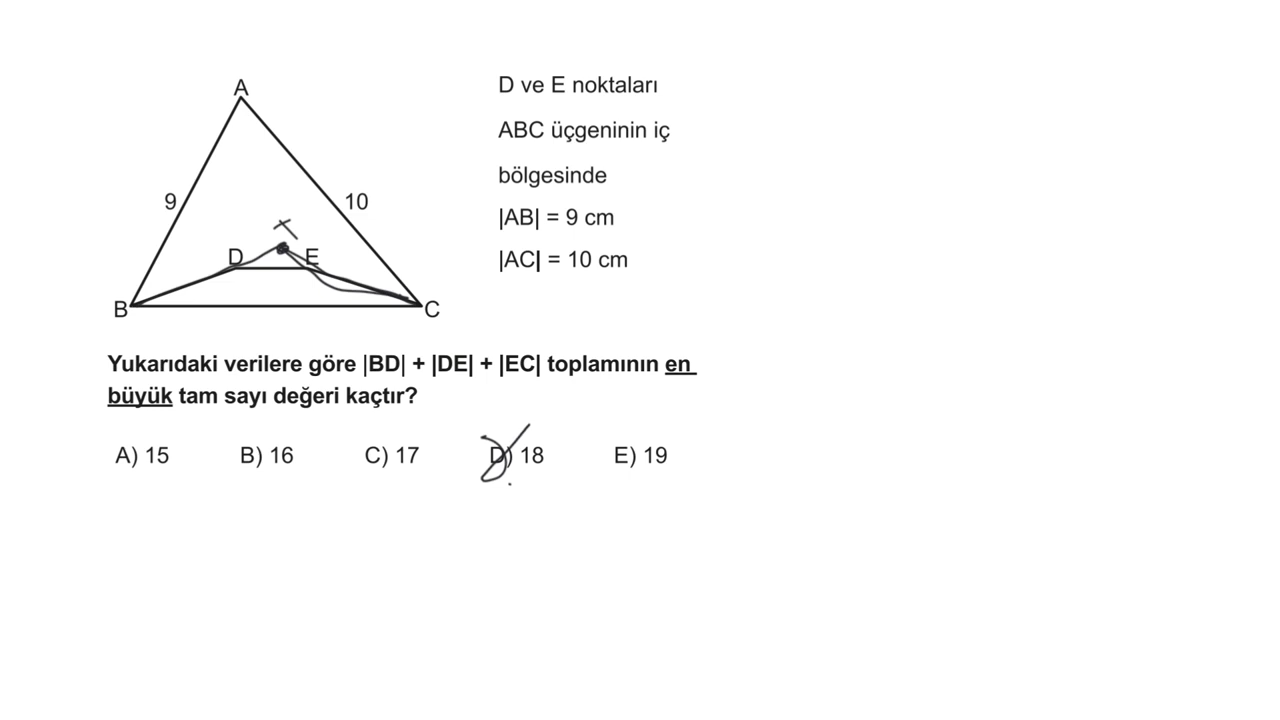 A
9
10
D
E
B
C
D ve E noktaları
ABC üçgeninin iç
bölgesinde
|AB| = 9 cm
|AC| = 10 cm
Yukarıdaki verilere göre |BD| + |DE| + |EC| toplamının en
büyük tam sayı değeri kaçtır?
A) 15 B) 16 C) 17 D) 18 E) 19